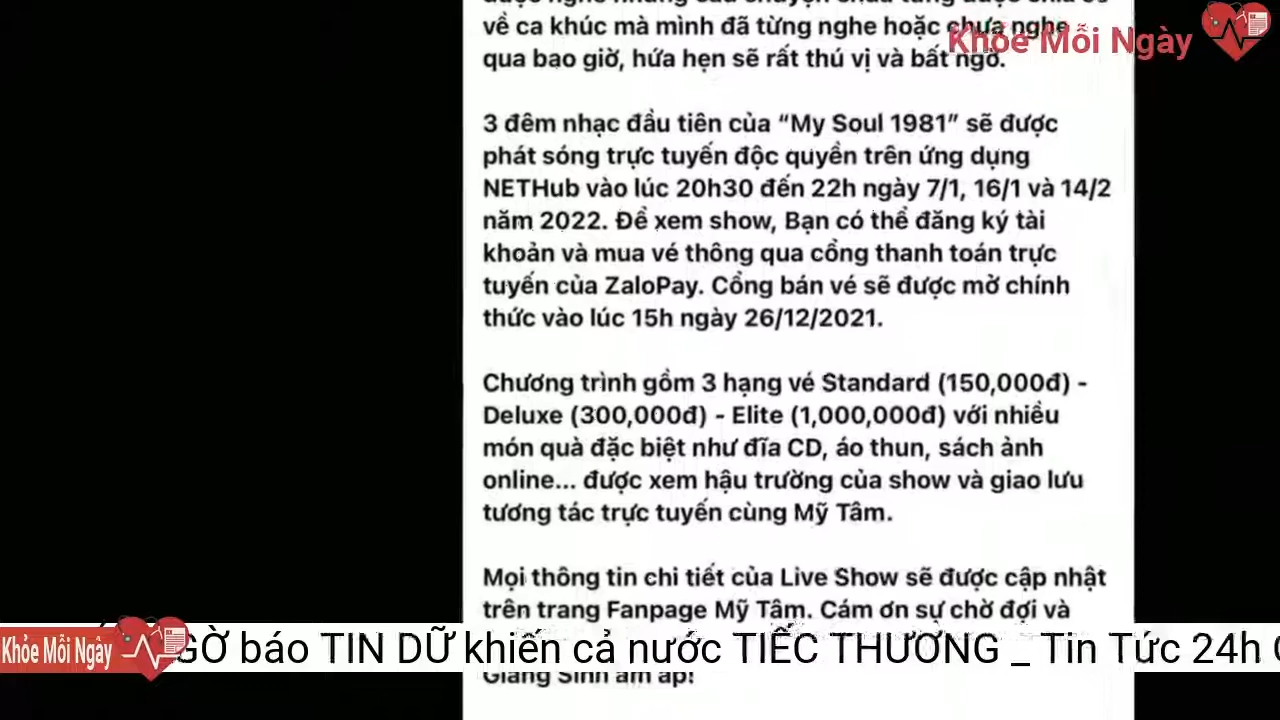 về ca khúc mà mình đã từng nghe hoặc chưa nghe
Khỏe Mỗi Ngày
qua bao giờ, hứa hẹn sẽ rất thú vị và bất ngờ.
3 đêm nhạc đầu tiên của “My Soul 1981” sẽ được
phát sóng trực tuyến độc quyền trên ứng dụng
NETHub vào lúc 20h30 đến 22h ngày 7/1, 16/1 và 14/2
năm 2022. Để xem show, Bạn có thể đăng ký tài
khoản và mua vé thông qua cổng thanh toán trực
tuyến của ZaloPay. Cổng bán vé sẽ được mở chính
thức vào lúc 15h ngày 26/12/2021.
Chương trình gồm 3 hạng vé Standard (150,000đ) -
Deluxe (300,000đ) - Elite (1,000,000đ) với nhiều
món quà đặc biệt như đĩa CD, áo thun, sách ảnh
online... được xem hậu trường của show và giao lưu
tương tác trực tuyến cùng Mỹ Tâm.
Mọi thông tin chi tiết của Live Show sẽ được cập nhật
trên trang Fanpage Mỹ Tâm. Cám ơn sự chờ đợi và
Khỏe Mỗi Ngày
GỜ báo TIN DỮ khiến cả nước TIẾC THƯƠNG _ Tin Tức 24h
Giáng Sinh ấm áp!